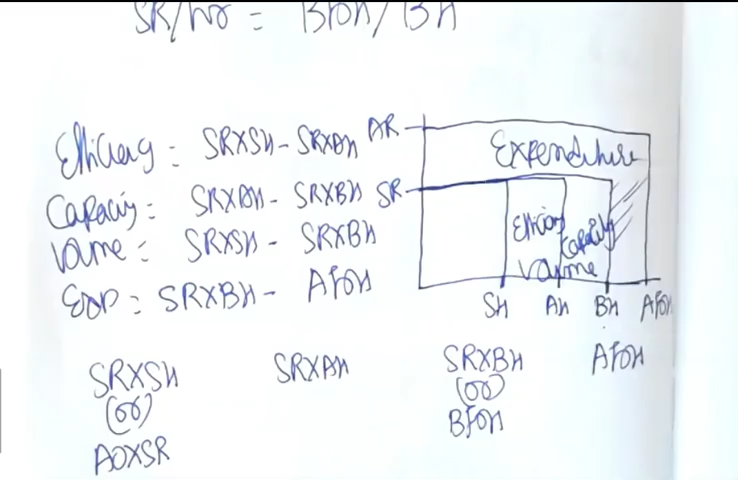 SR/hr = BFOH/BH
Efficiency = SRXSH - SRXAH
Capacity = SRXAH - SRXBH
Volume = SRXSH - SRXBH
EXP = SRXBH - AFOH
AR
SR
Expenditure
Efficiency
Capacity
Volume
SH AH BH AFOH
SRXSH
(or)
AOXSR
SRXAH
SRXBH
(or)
BFOH
AFOH